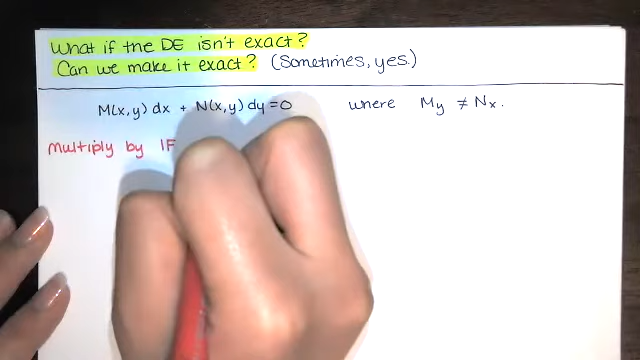 What if the DE isn't exact?
Can we make it exact? (Sometimes, yes.)
M(x,y) dx + N(x,y) dy = 0 where My ≠ Nx.
multiply by IF